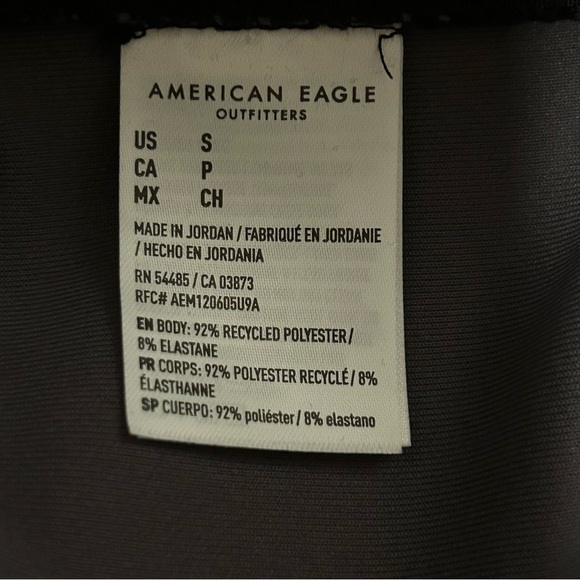 AMERICAN EAGLE
OUTFITTERS
US S
CA P
MX CH
MADE IN JORDAN / FABRIQUÉ EN JORDANIE
/ HECHO EN JORDANIA
RN 54485 / CA 03873
RFC# AEM120605U9A
EN BODY: 92% RECYCLED POLYESTER /
8% ELASTANE
PR CORPS: 92% POLYESTER RECYCLÉ / 8%
ÉLASTHANNE
SP CUERPO: 92% poliéster / 8% elastano